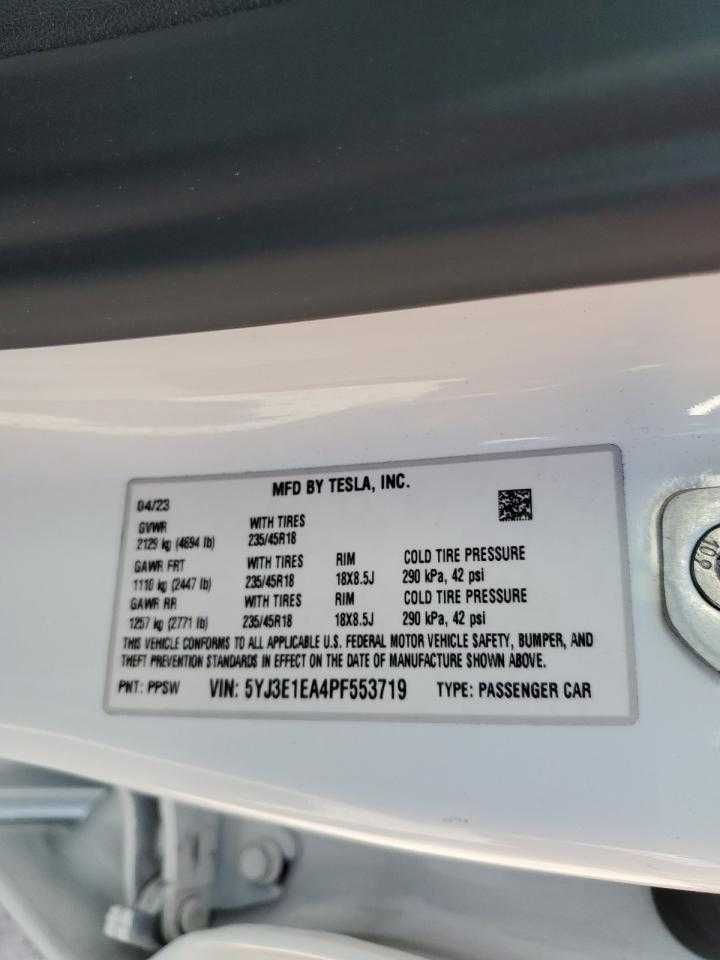 MFD BY TESLA, INC.
04/23
GVWR WITH TIRES
2129 kg (4694 lb) 235/45R18
GAWR FRT WITH TIRES RIM COLD TIRE PRESSURE
1110 kg (2447 lb) 235/45R18 18X8.5J 290 kPa, 42 psi
GAWR RR WITH TIRES RIM COLD TIRE PRESSURE
1257 kg (2771 lb) 235/45R18 18X8.5J 290 kPa, 42 psi
THIS VEHICLE CONFORMS TO ALL APPLICABLE U.S. FEDERAL MOTOR VEHICLE SAFETY, BUMPER, AND
THEFT PREVENTION STANDARDS IN EFFECT ON THE DATE OF MANUFACTURE SHOWN ABOVE.
PNT: PPSW VIN: 5YJ3E1EA4PF553719 TYPE: PASSENGER CAR
10.9